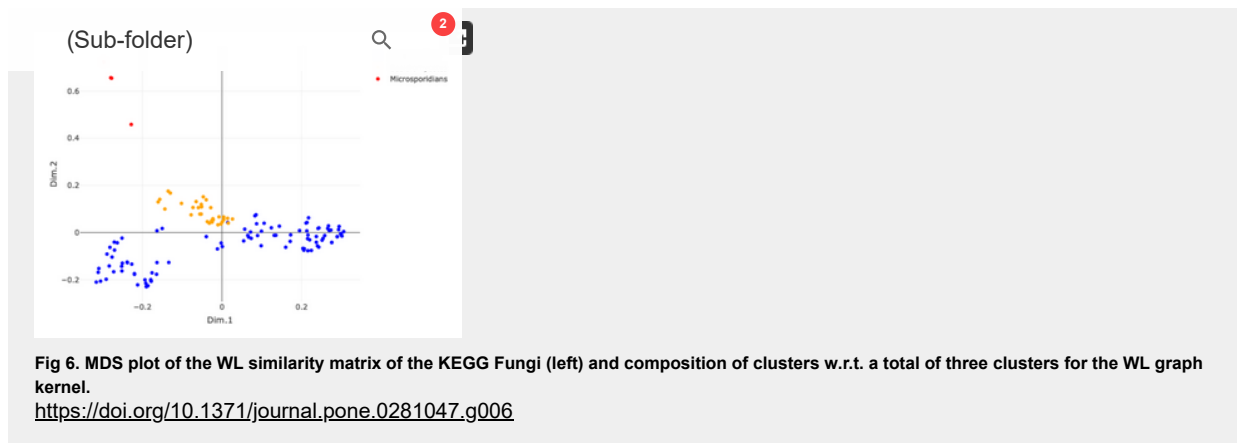 (Sub-folder)
2
Microsporidians
0.6
0.4
Dim.2
0.2
0
−0.2
−0.2
0
0.2
Dim.1
Fig 6. MDS plot of the WL similarity matrix of the KEGG Fungi (left) and composition of clusters w.r.t. a total of three clusters for the WL graph
kernel.
https://doi.org/10.1371/journal.pone.0281047.g006